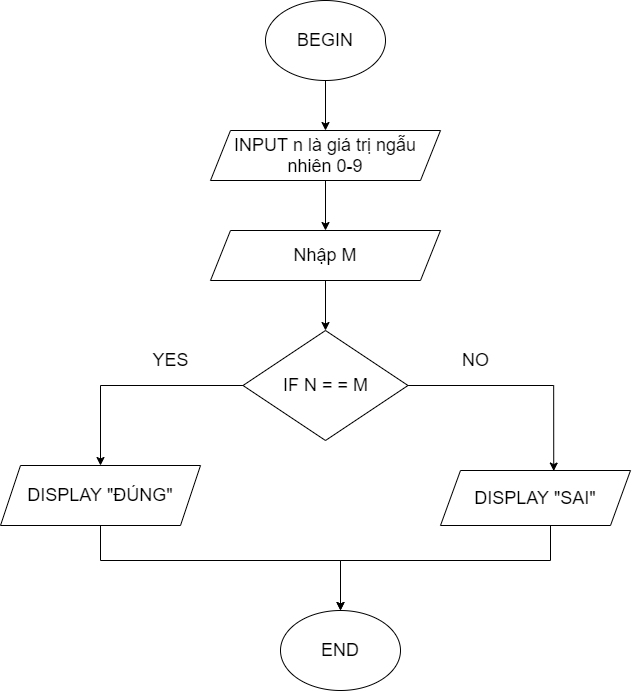 BEGIN
INPUT n là giá trị ngẫu
nhiên 0-9
Nhập M
YES
NO
IF N = = M
DISPLAY "ĐÚNG"
DISPLAY "SAI"
END